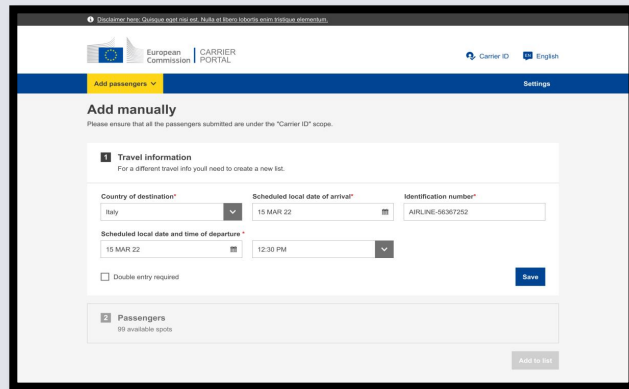 Disclaimer here: Quisque eget nisi est. Nulla et libero lobortis enim tristique elementum.
European Commission
CARRIER PORTAL
Carrier ID
EN English
Add passengers
Settings
Add manually
Please ensure that all the passengers submitted are under the "Carrier ID" scope.
1 Travel information
For a different travel info youll need to create a new list.
Country of destination*
Scheduled local date of arrival*
Identification number*
Italy
15 MAR 22
AIRLINE-56367252
Scheduled local date and time of departure *
15 MAR 22
12:30 PM
Double entry required
Save
2 Passengers
99 available spots
Add to list